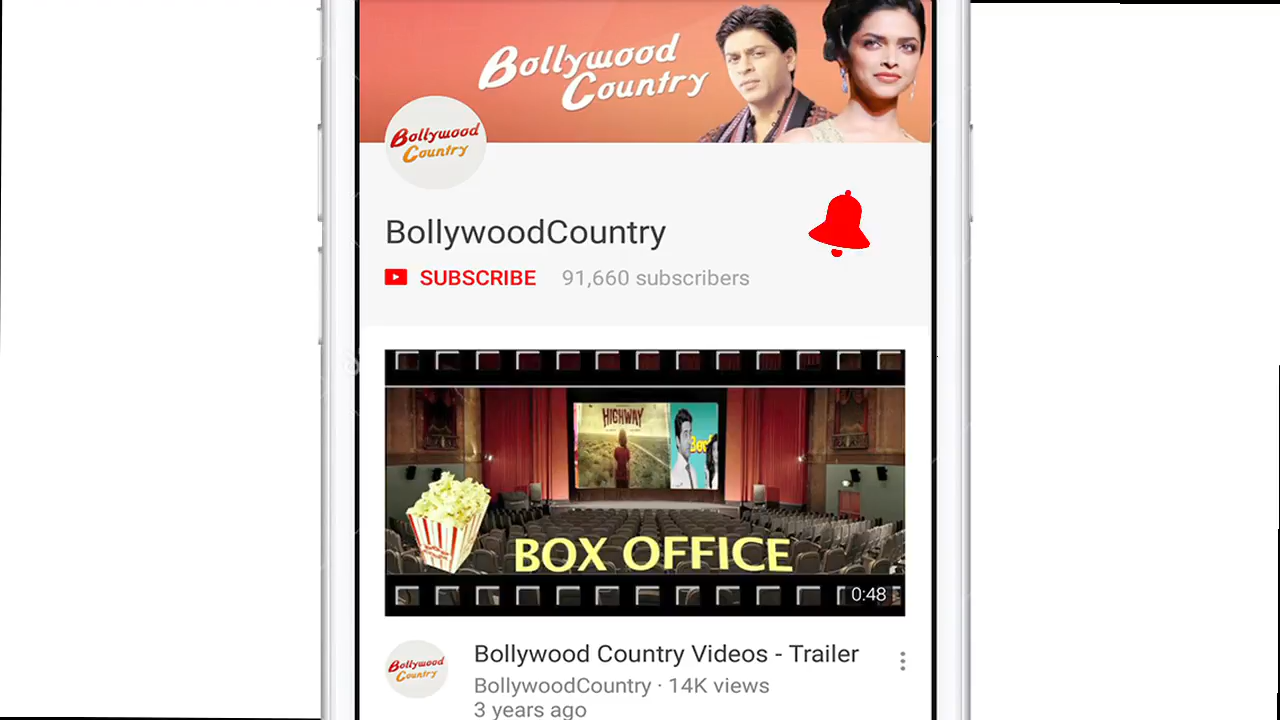 Bollywood
Country
Bollywood
Country
BollywoodCountry
SUBSCRIBE 91,660 subscribers
HIGHWAY
BOX OFFICE
0:48
Bollywood
Country
Bollywood Country Videos - Trailer
BollywoodCountry · 14K views
3 years ago